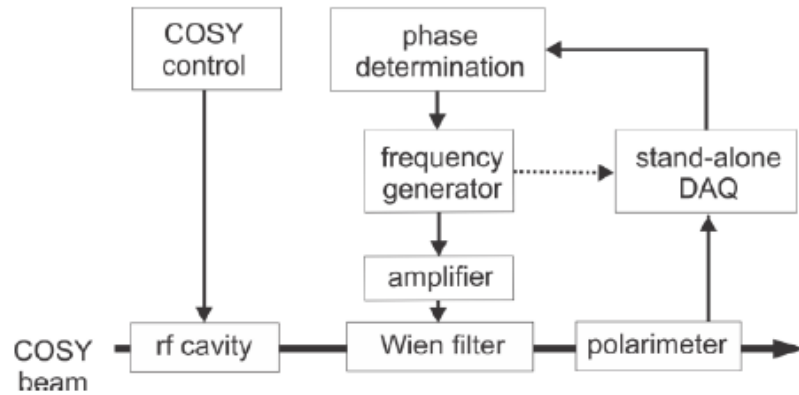 COSY
control
phase
determination
frequency
generator
stand-alone
DAQ
amplifier
COSY
beam
rf cavity
Wien filter
polarimeter